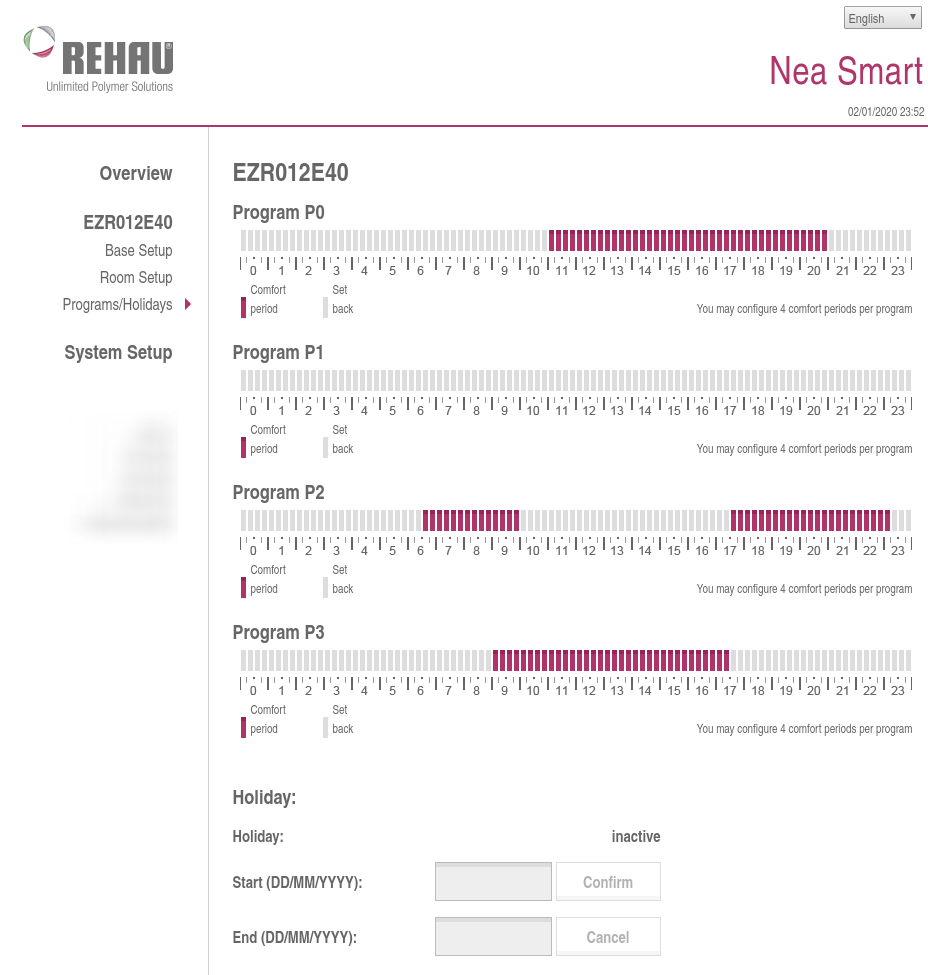 English
REHAU®
Unlimited Polymer Solutions
Nea Smart
02/01/2020 23:52
Overview
EZR012E40
Base Setup
Room Setup
Programs/Holidays
System Setup
EZR012E40
Program P0
0 1 2 3 4 5 6 7 8 9 10 11 12 13 14 15 16 17 18 19 20 21 22 23
Comfort Set
period back You may configure 4 comfort periods per program
Program P1
0 1 2 3 4 5 6 7 8 9 10 11 12 13 14 15 16 17 18 19 20 21 22 23
Comfort Set
period back You may configure 4 comfort periods per program
Program P2
0 1 2 3 4 5 6 7 8 9 10 11 12 13 14 15 16 17 18 19 20 21 22 23
Comfort Set
period back You may configure 4 comfort periods per program
Program P3
0 1 2 3 4 5 6 7 8 9 10 11 12 13 14 15 16 17 18 19 20 21 22 23
Comfort Set
period back You may configure 4 comfort periods per program
Holiday:
Holiday: inactive
Start (DD/MM/YYYY): Confirm
End (DD/MM/YYYY): Cancel